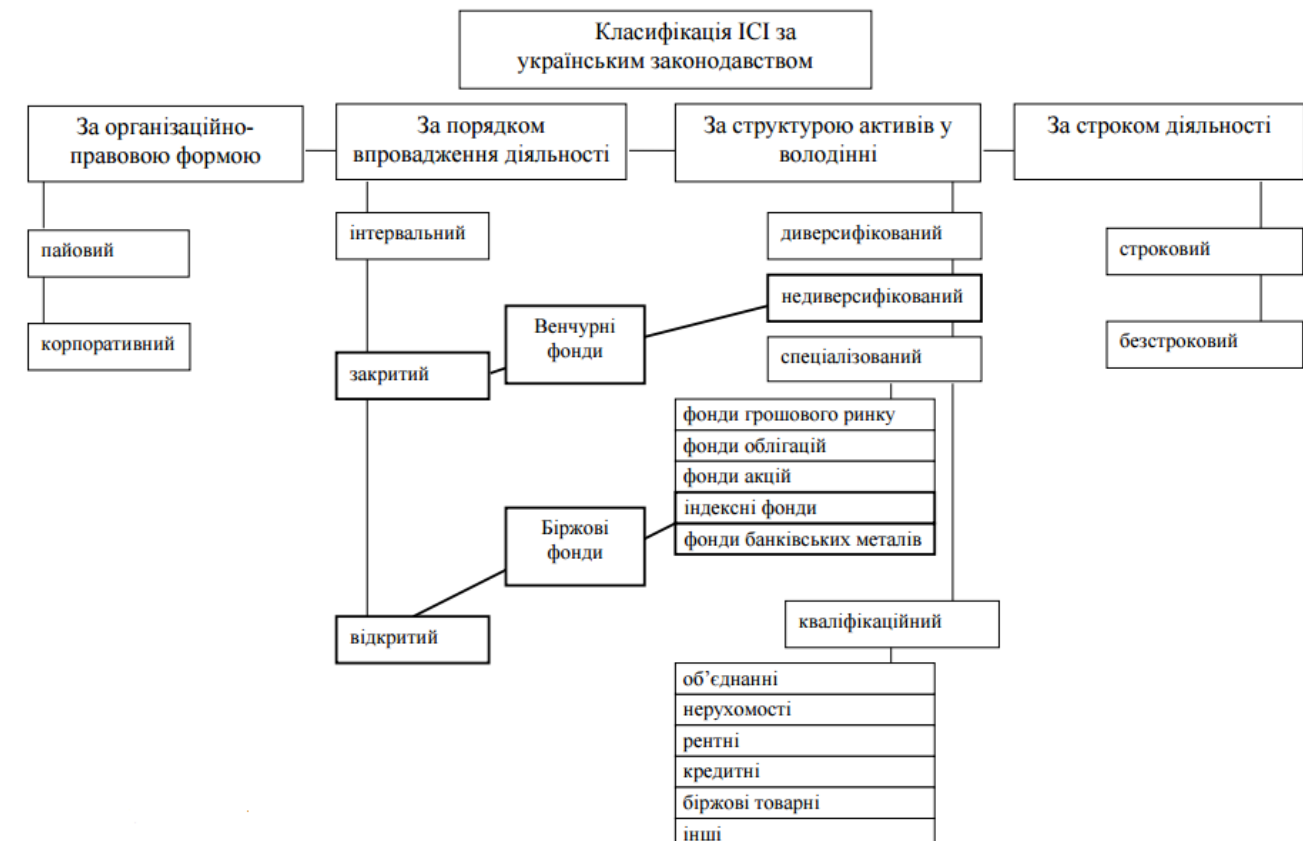 Класифікація ІСІ за
українським законодавством
За організаційно-
правовою формою
За порядком
впровадження діяльності
За структурою активів у
володінні
За строком діяльності
пайовий
корпоративний
інтервальний
закритий
відкритий
Венчурні
фонди
Біржові
фонди
диверсифікований
недиверсифікований
спеціалізований
фонди грошового ринку
фонди облігацій
фонди акцій
індексні фонди
фонди банківських металів
кваліфікаційний
об’єднанні
нерухомості
рентні
кредитні
біржові товарні
інші
строковий
безстроковий